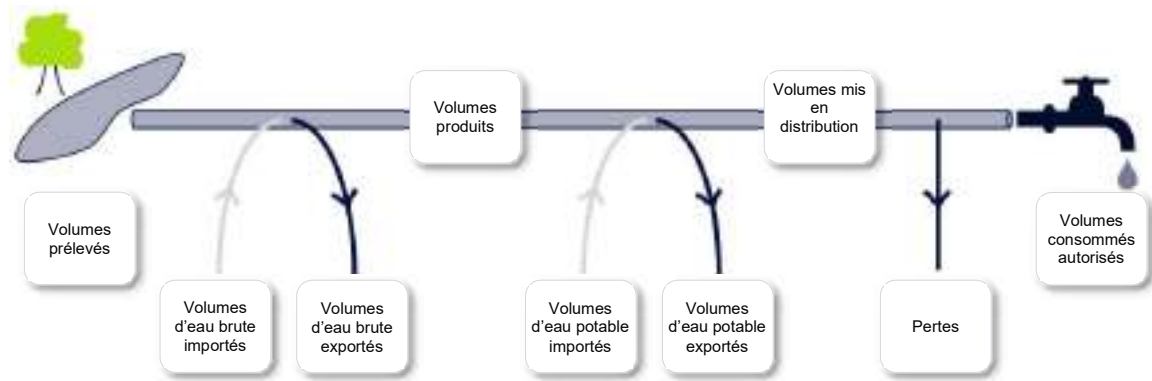 Volumes
prélevés
Volumes
d'eau brute
importés
Volumes
d'eau brute
exportés
Volumes
produits
Volumes
d'eau potable
importés
Volumes
d'eau potable
exportés
Volumes mis
en
distribution
Pertes
Volumes
consommés
autorisés